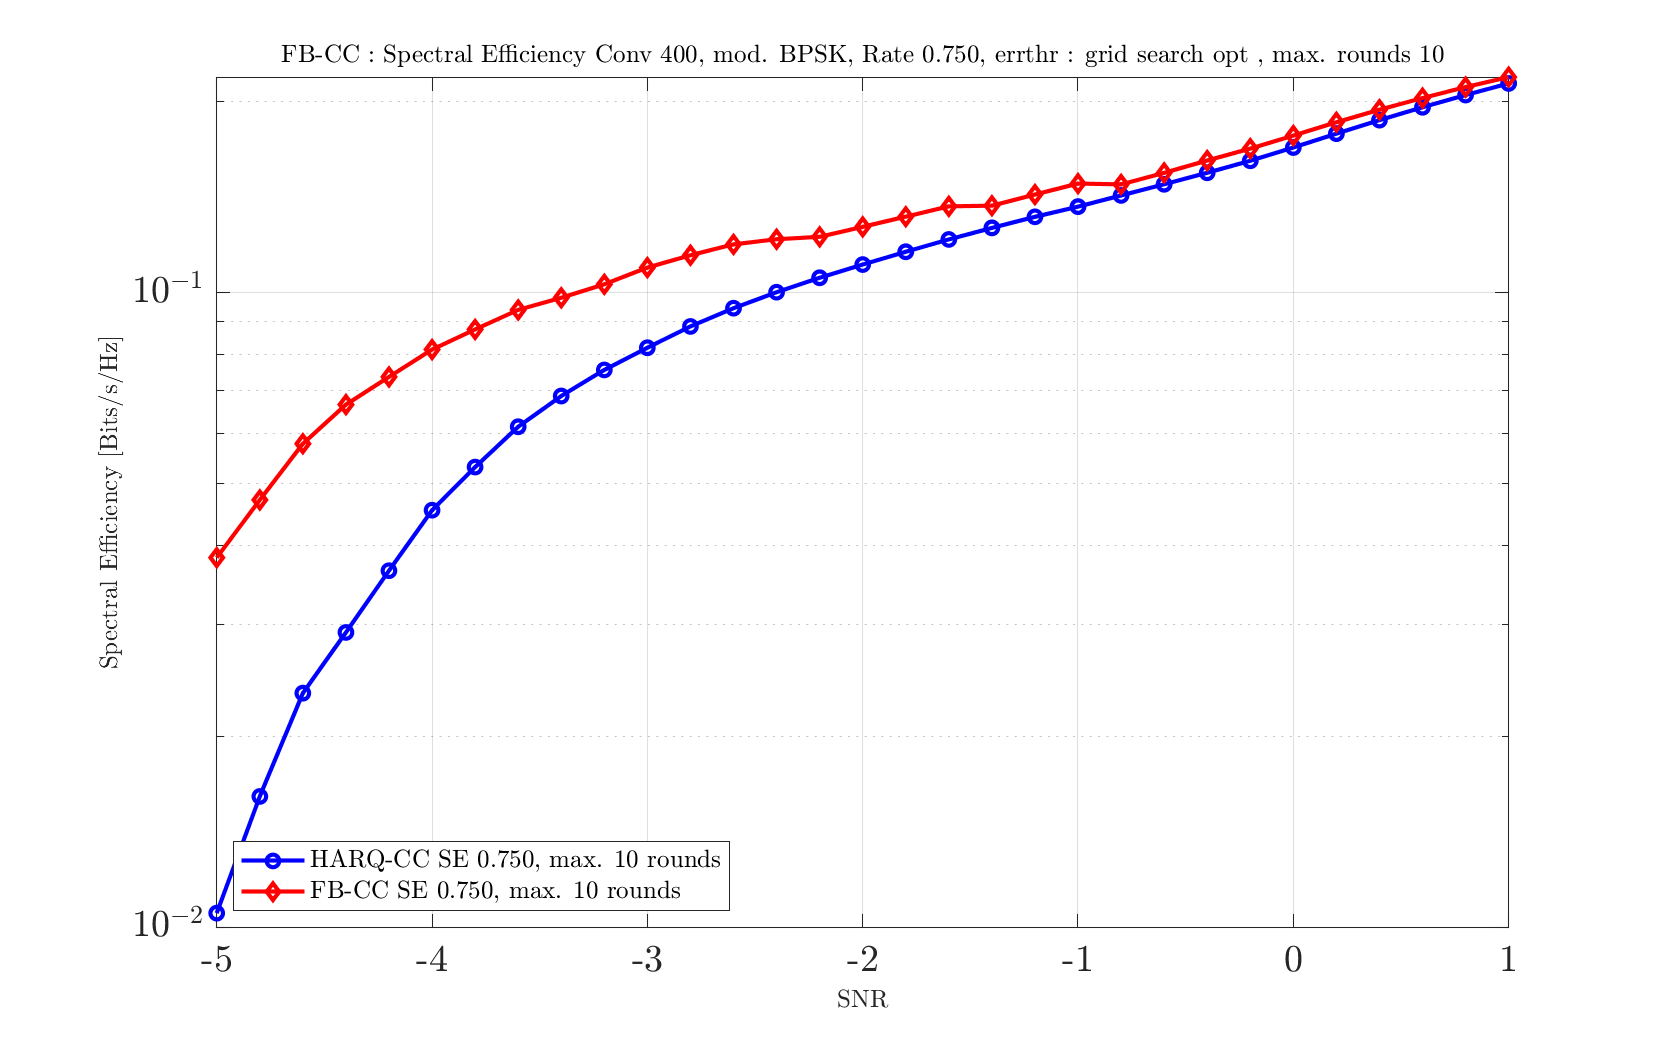 FB-CC : Spectral Efficiency Conv 400, mod. BPSK, Rate 0.750, errthr : grid search opt , max. rounds 10
Spectral Efficiency [Bits/s/Hz]
10⁻¹
10⁻²
HARQ-CC SE 0.750, max. 10 rounds
FB-CC SE 0.750, max. 10 rounds
-5 -4 -3 -2 -1 0 1
SNR